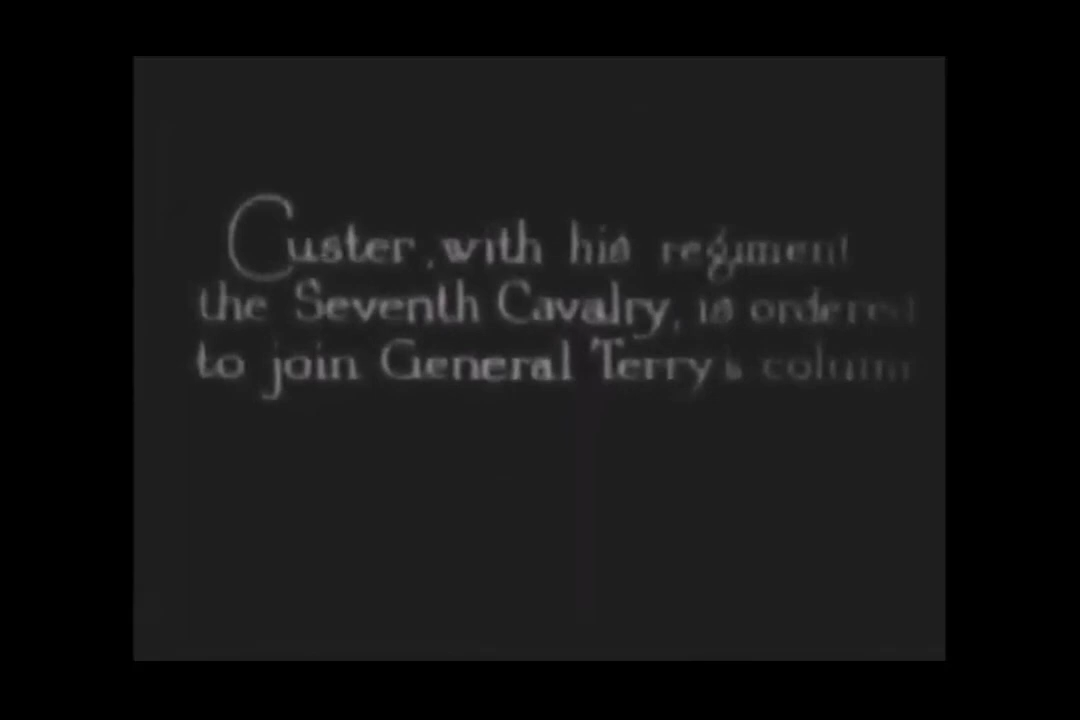 Custer, with his regiment
the Seventh Cavalry, is ordered
to join General Terry's column